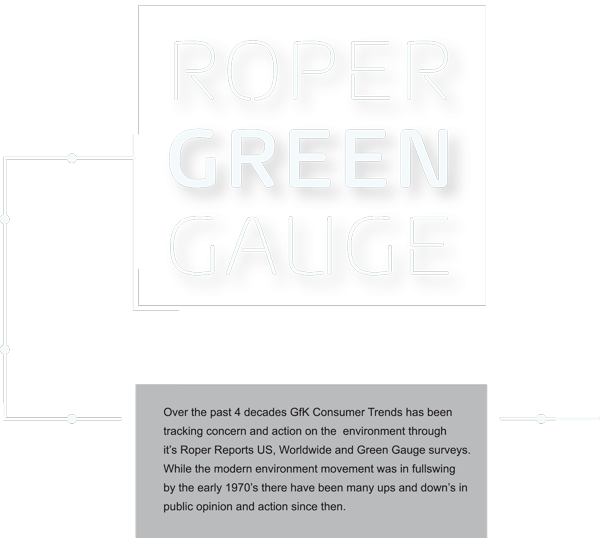 ROPER
GREEN
GAUGE
Over the past 4 decades GfK Consumer Trends has been
tracking concern and action on the  environment through
it's Roper Reports US, Worldwide and Green Gauge surveys.
While the modern environment movement was in fullswing
by the early 1970's there have been many ups and down's in
public opinion and action since then.